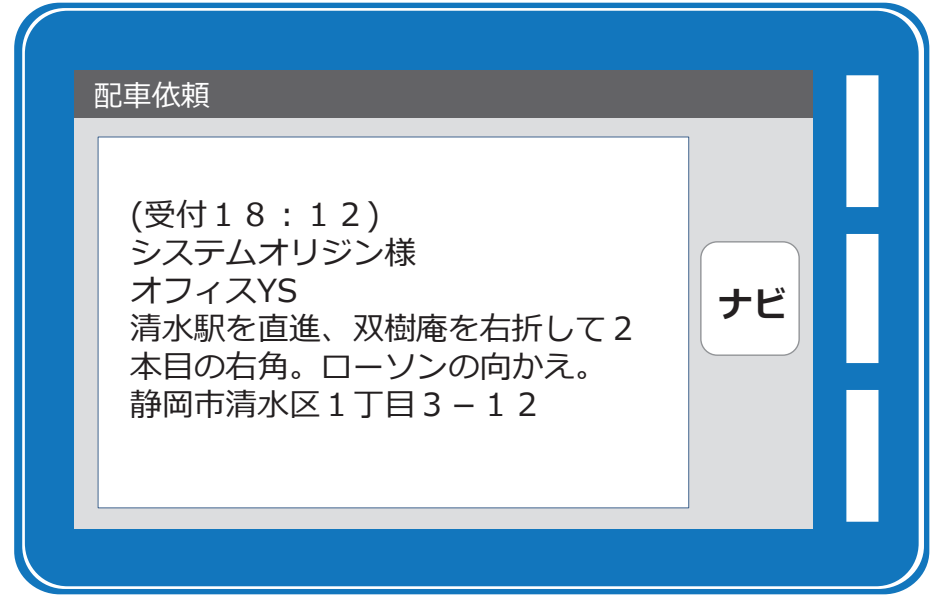 配車依頼
(受付１８：１２)
システムオリジン様
オフィスYS
清水駅を直進、双樹庵を右折して２
本目の右角。ローソンの向かえ。
静岡市清水区１丁目３－１２
ナビ